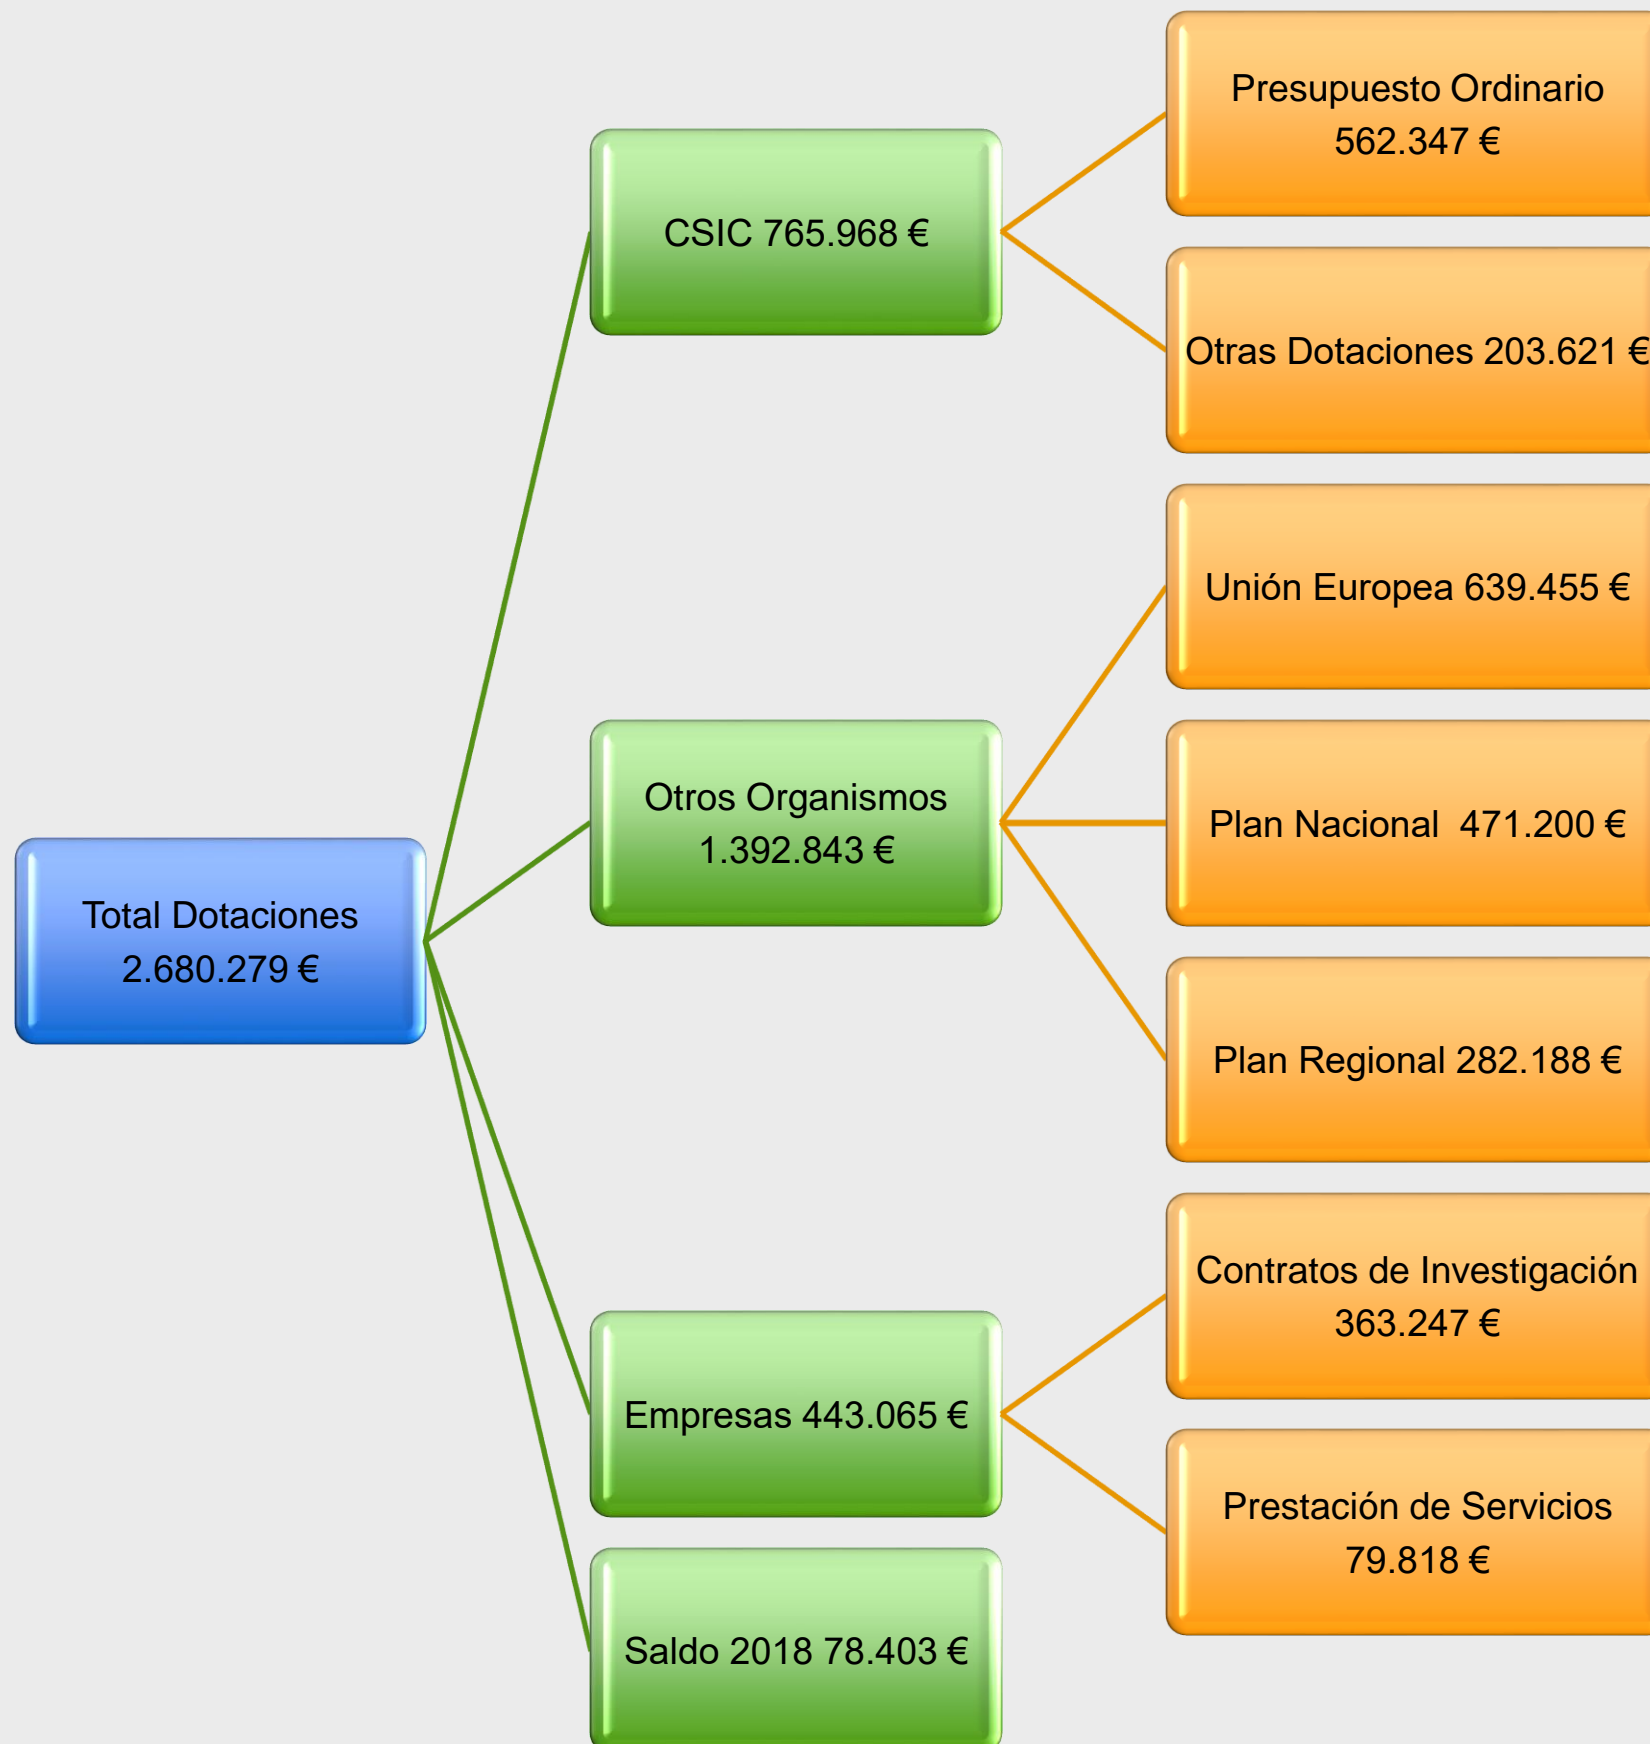 Total Dotaciones
2.680.279 €
CSIC 765.968 €
Otros Organismos
1.392.843 €
Empresas 443.065 €
Saldo 2018 78.403 €
Presupuesto Ordinario
562.347 €
Otras Dotaciones 203.621 €
Unión Europea 639.455 €
Plan Nacional  471.200 €
Plan Regional 282.188 €
Contratos de Investigación
363.247 €
Prestación de Servicios
79.818 €